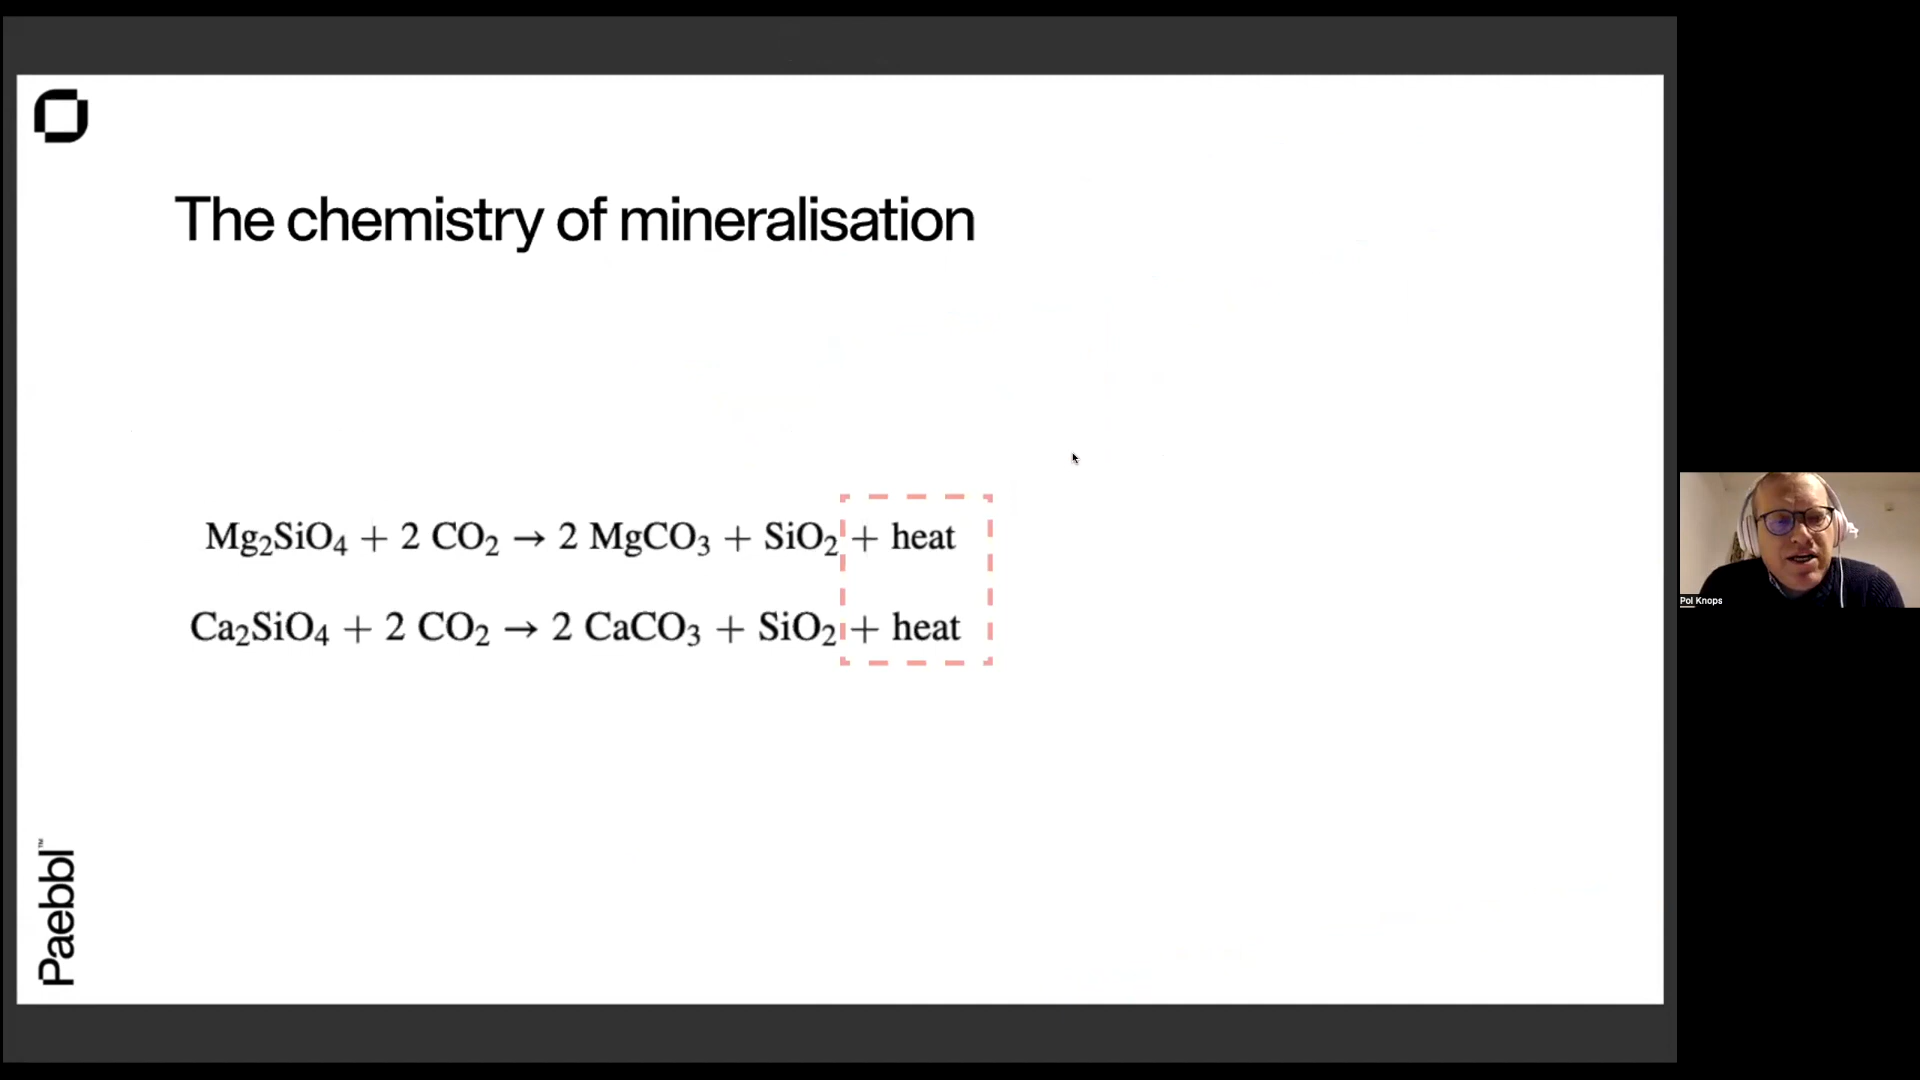 The chemistry of mineralisation
Mg₂SiO₄ + 2 CO₂ → 2 MgCO₃ + SiO₂ + heat
Ca₂SiO₄ + 2 CO₂ → 2 CaCO₃ + SiO₂ + heat
Paebbl™
Pol Knops